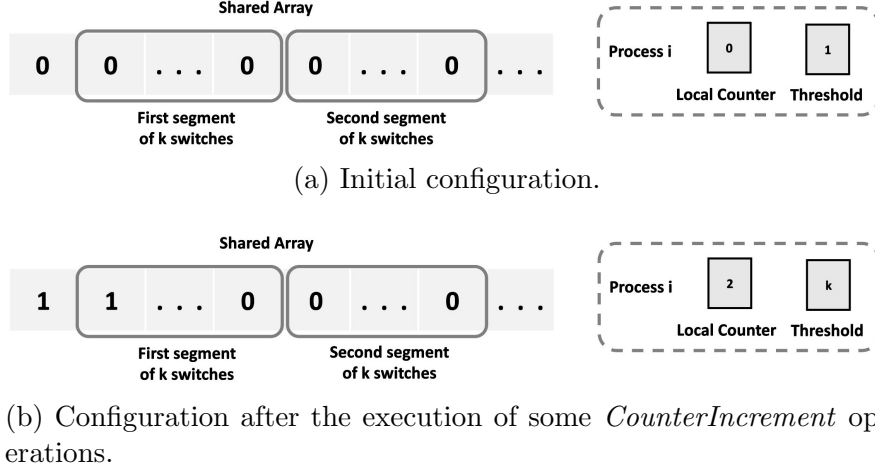 Shared Array
0 0 . . . 0 0 . . . 0 . . .
First segment of k switches
Second segment of k switches
Process i
0
1
Local Counter
Threshold
(a) Initial configuration.
Shared Array
1 1 . . . 0 0 . . . 0 . . .
First segment of k switches
Second segment of k switches
Process i
2
k
Local Counter
Threshold
(b) Configuration after the execution of some CounterIncrement op
erations.